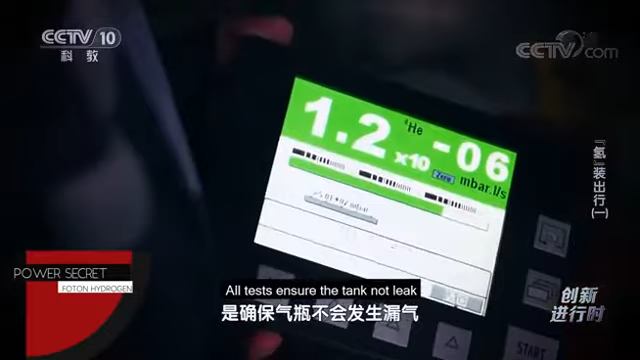 CCTV 10
科教
CCTV.com
⁴He
1.2 x10 -06
Zero
mbar.l/s
『氢』装出行(一)
POWER SECRET
FOTON HYDROGEN
All tests ensure the tank not leak
是确保气瓶不会发生漏气
创新
进行时
START